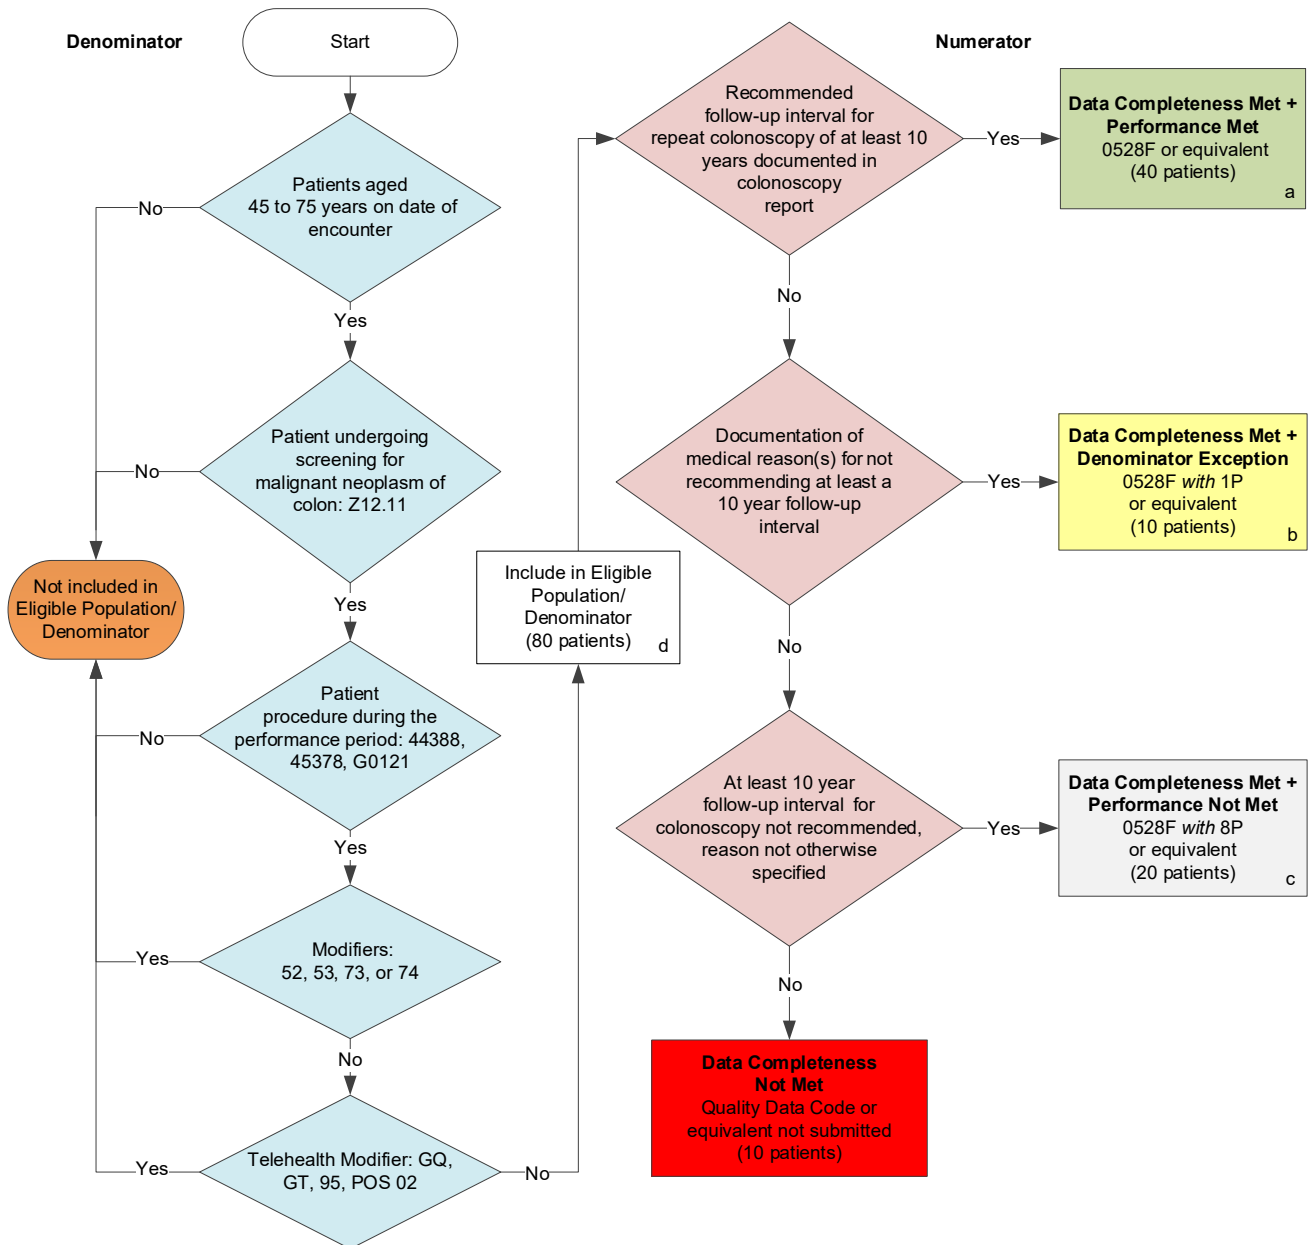 Denominator
Start
Patients aged
45 to 75 years on date of
encounter
No
Yes
Patient undergoing
screening for
malignant neoplasm of
colon: Z12.11
No
Not included in
Eligible Population/
Denominator
Yes
Patient
procedure during the
performance period: 44388,
45378, G0121
No
Yes
Modifiers:
52, 53, 73, or 74
Yes
No
Telehealth Modifier: GQ,
GT, 95, POS 02
Yes
No
Include in Eligible
Population/
Denominator
(80 patients)
d
Numerator
Recommended
follow-up interval for
repeat colonoscopy of at least 10
years documented in
colonoscopy
report
Yes
Data Completeness Met +
Performance Met
0528F or equivalent
(40 patients)
a
No
Documentation of
medical reason(s) for not
recommending at least a
10 year follow-up
interval
Yes
Data Completeness Met +
Denominator Exception
0528F with 1P
or equivalent
(10 patients)
b
No
At least 10 year
follow-up interval for
colonoscopy not recommended,
reason not otherwise
specified
Yes
Data Completeness Met +
Performance Not Met
0528F with 8P
or equivalent
(20 patients)
c
No
Data Completeness
Not Met
Quality Data Code or
equivalent not submitted
(10 patients)